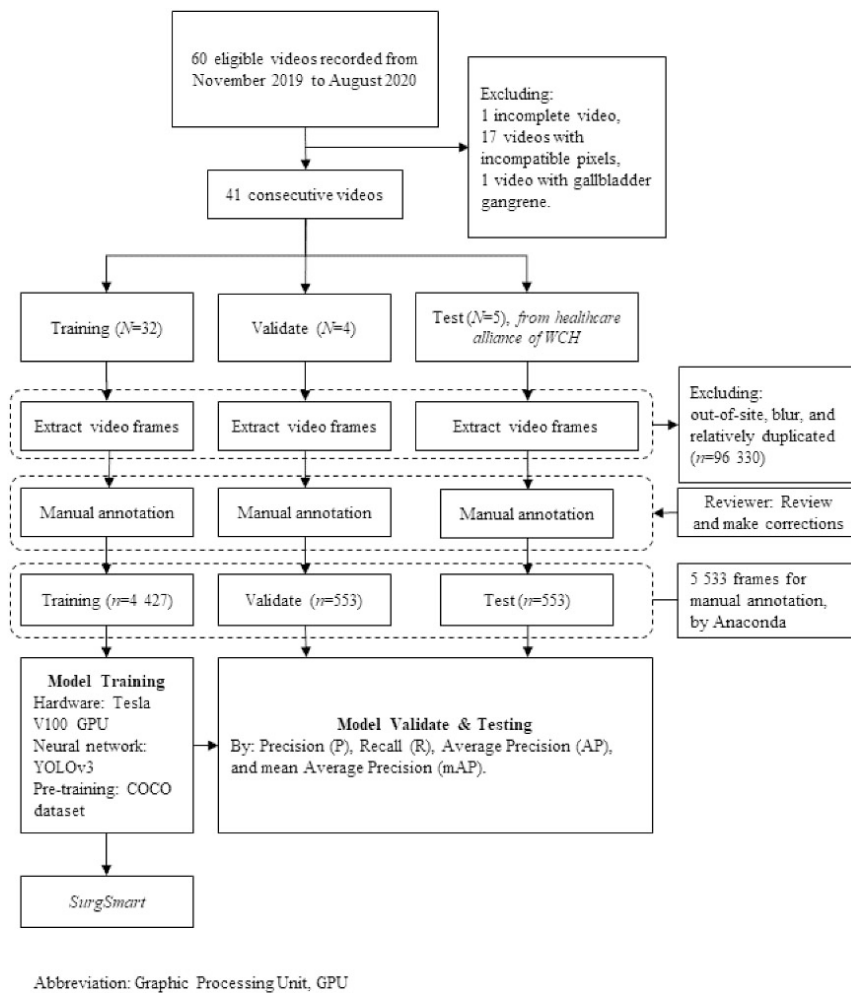 60 eligible videos recorded from
November 2019 to August 2020
Excluding:
1 incomplete video,
17 videos with
incompatible pixels,
1 video with gallbladder
gangrene.
41 consecutive videos
Training (N=32)
Validate (N=4)
Test (N=5), from healthcare
alliance of WCH
Extract video frames
Extract video frames
Extract video frames
Excluding:
out-of-site, blur, and
relatively duplicated
(n=96 330)
Manual annotation
Manual annotation
Manual annotation
Reviewer: Review
and make corrections
Training (n=4 427)
Validate (n=553)
Test (n=553)
5 533 frames for
manual annotation,
by Anaconda
Model Training
Hardware: Tesla
V100 GPU
Neural network:
YOLOv3
Pre-training: COCO
dataset
Model Validate & Testing
By: Precision (P), Recall (R), Average Precision (AP),
and mean Average Precision (mAP).
SurgSmart
Abbreviation: Graphic Processing Unit, GPU